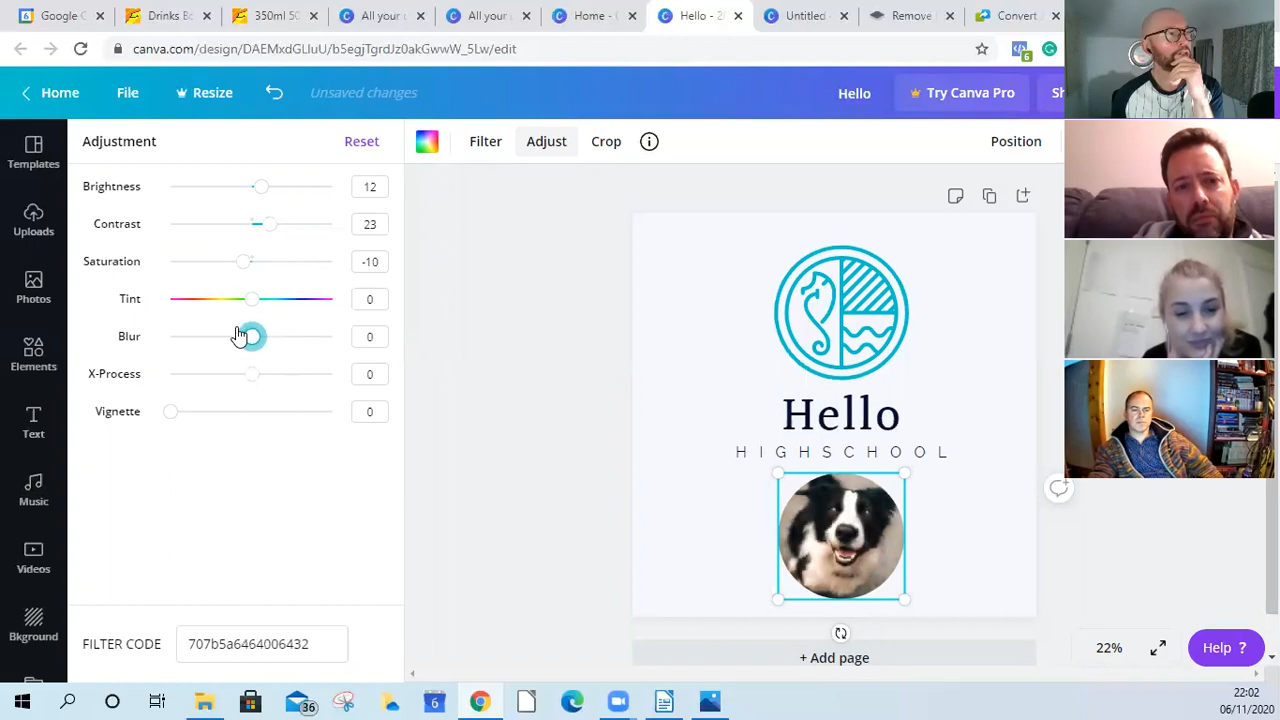 Google C
Drinks Bo
350ml 50
All your d
All your d
Home - C
Hello - 2
Untitled
Remove
Convert J
canva.com/design/DAEMxdGLluU/b5egjTgrdJz0akGwwW_5Lw/edit
6
Home
File
Resize
Unsaved changes
Hello
Try Canva Pro
Sh
Templates
Uploads
Photos
Elements
Text
Music
Videos
Bkground
Adjustment
Reset
Brightness
12
Contrast
23
Saturation
-10
Tint
0
Blur
0
X-Process
0
Vignette
0
FILTER CODE
707b5a6464006432
Filter
Adjust
Crop
Position
Hello
HIGHSCHOOL
+ Add page
22%
Help ?
36
6
22:02
06/11/2020